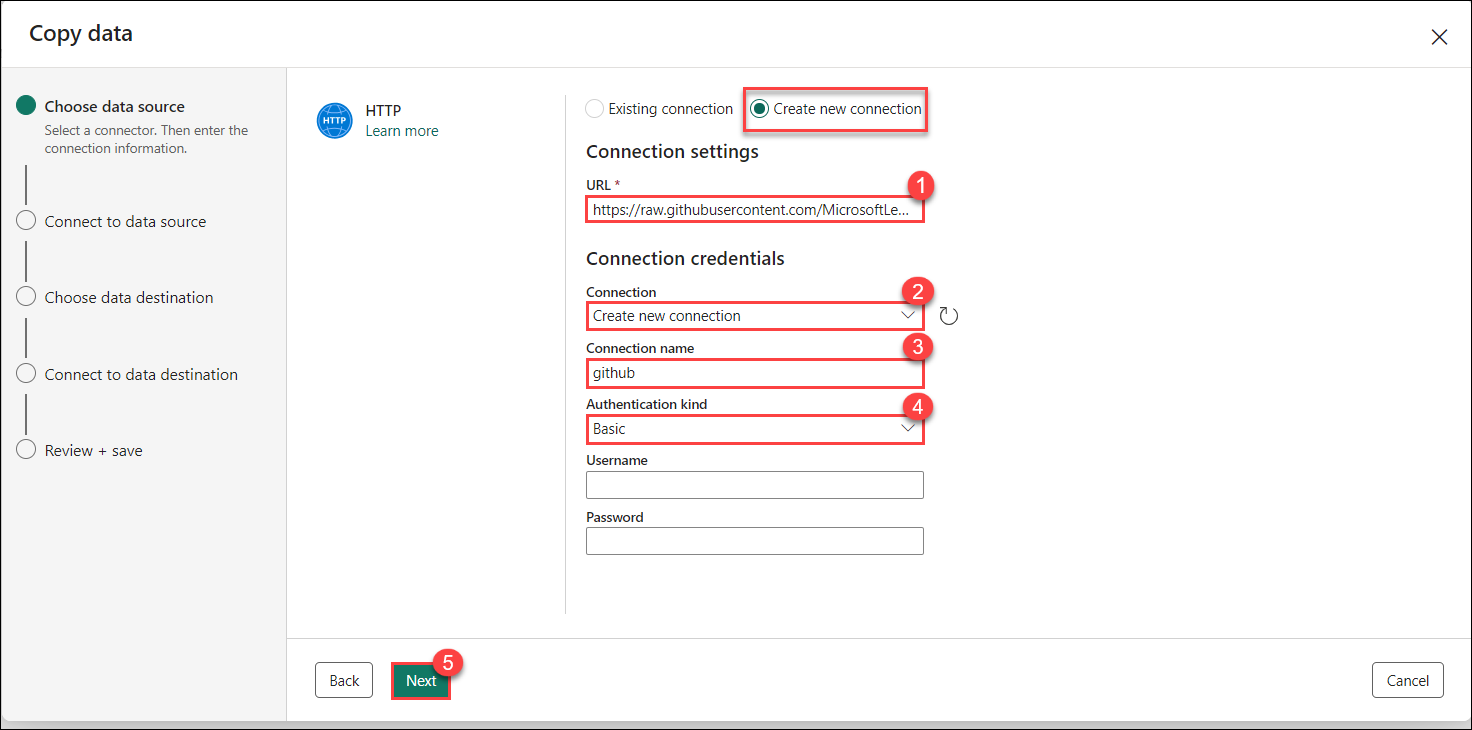 Copy data
Choose data source
Select a connector. Then enter the
connection information.
Connect to data source
Choose data destination
Connect to data destination
Review + save
HTTP
HTTP
Learn more
Existing connection
Create new connection
Connection settings
URL *
1
https://raw.githubusercontent.com/MicrosoftLe...
Connection credentials
Connection
2
Create new connection
Connection name
3
github
Authentication kind
4
Basic
Username
Password
Back
Next
5
Cancel